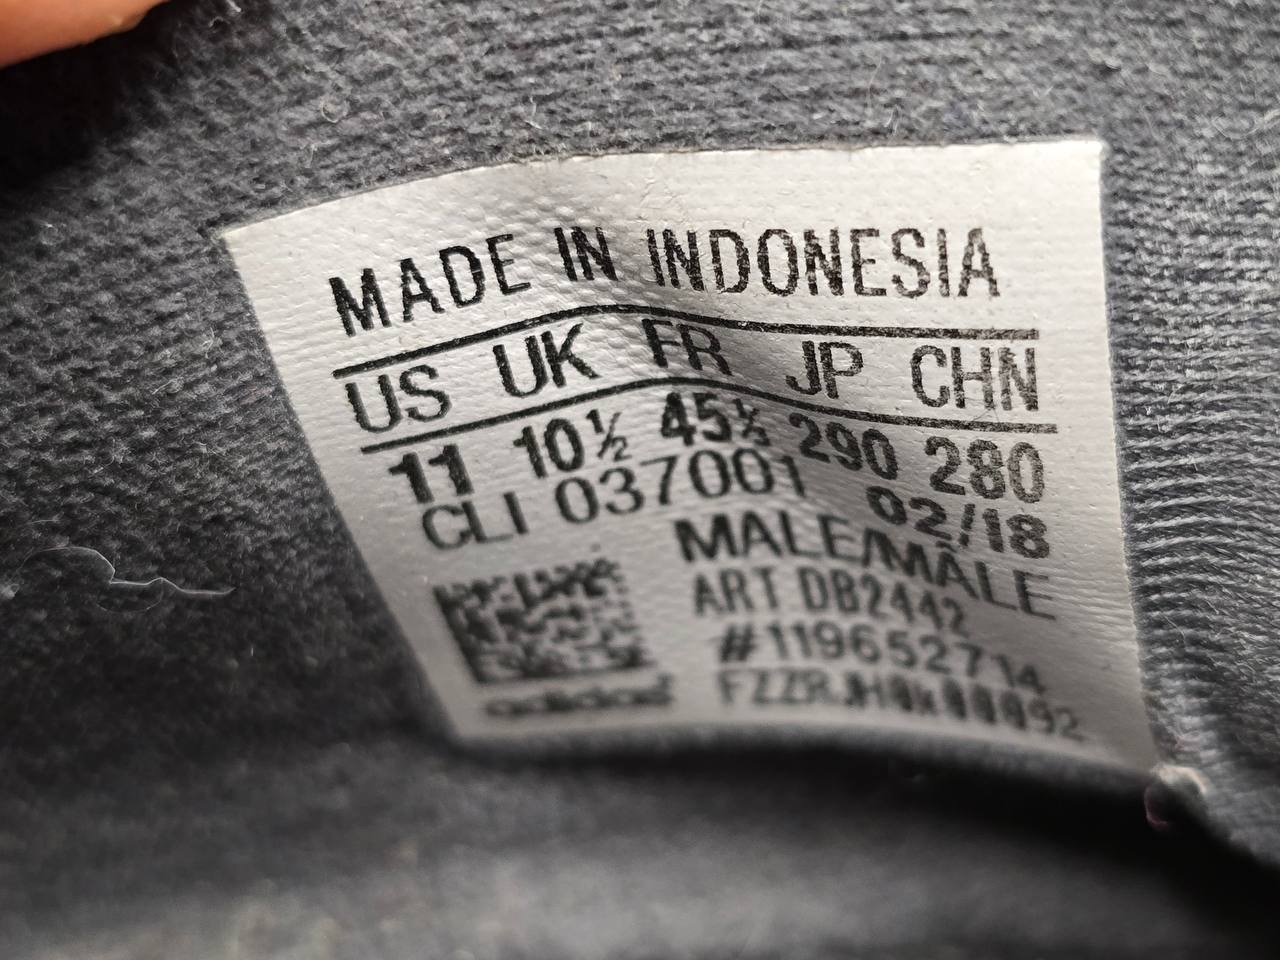 MADE IN INDONESIA
US UK FR JP CHN
11 10½ 45⅓ 290 280
CLI 037001 02/18
MALE/MÂLE
ART DB2442
#119652714
adidas